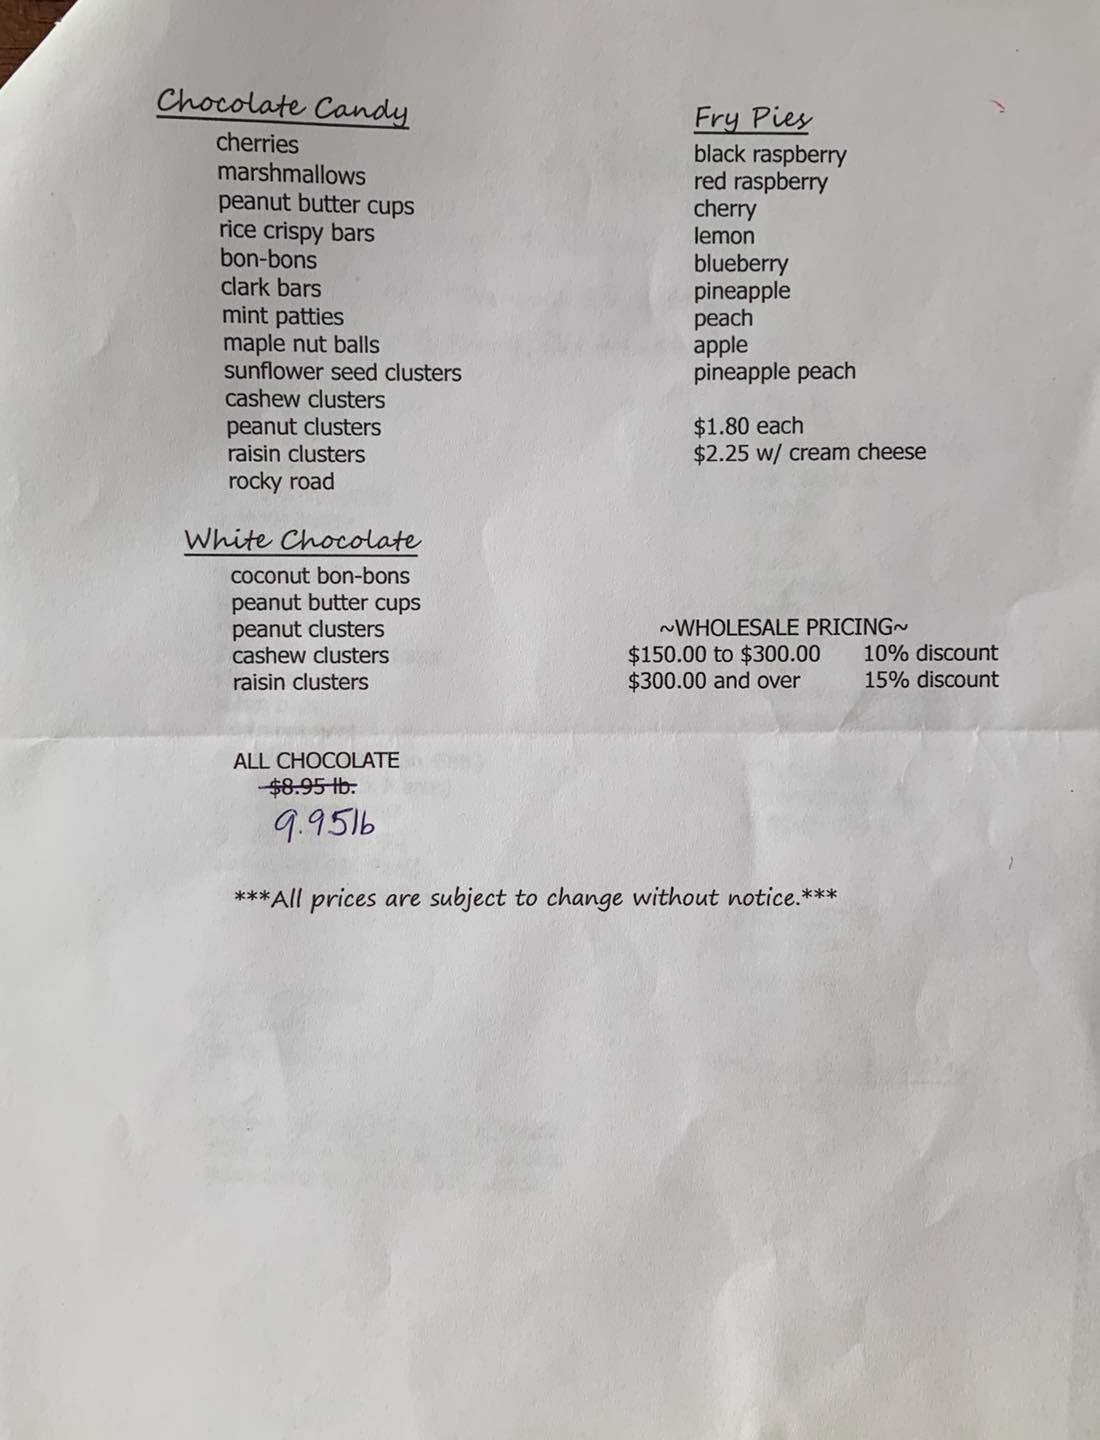 Chocolate Candy
cherries
marshmallows
peanut butter cups
rice crispy bars
bon-bons
clark bars
mint patties
maple nut balls
sunflower seed clusters
cashew clusters
peanut clusters
raisin clusters
rocky road
White Chocolate
coconut bon-bons
peanut butter cups
peanut clusters
cashew clusters
raisin clusters
ALL CHOCOLATE
$8.95 lb.
9.95lb
Fry Pies
black raspberry
red raspberry
cherry
lemon
blueberry
pineapple
peach
apple
pineapple peach
$1.80 each
$2.25 w/ cream cheese
~WHOLESALE PRICING~
$150.00 to $300.00 10% discount
$300.00 and over 15% discount
***All prices are subject to change without notice.***